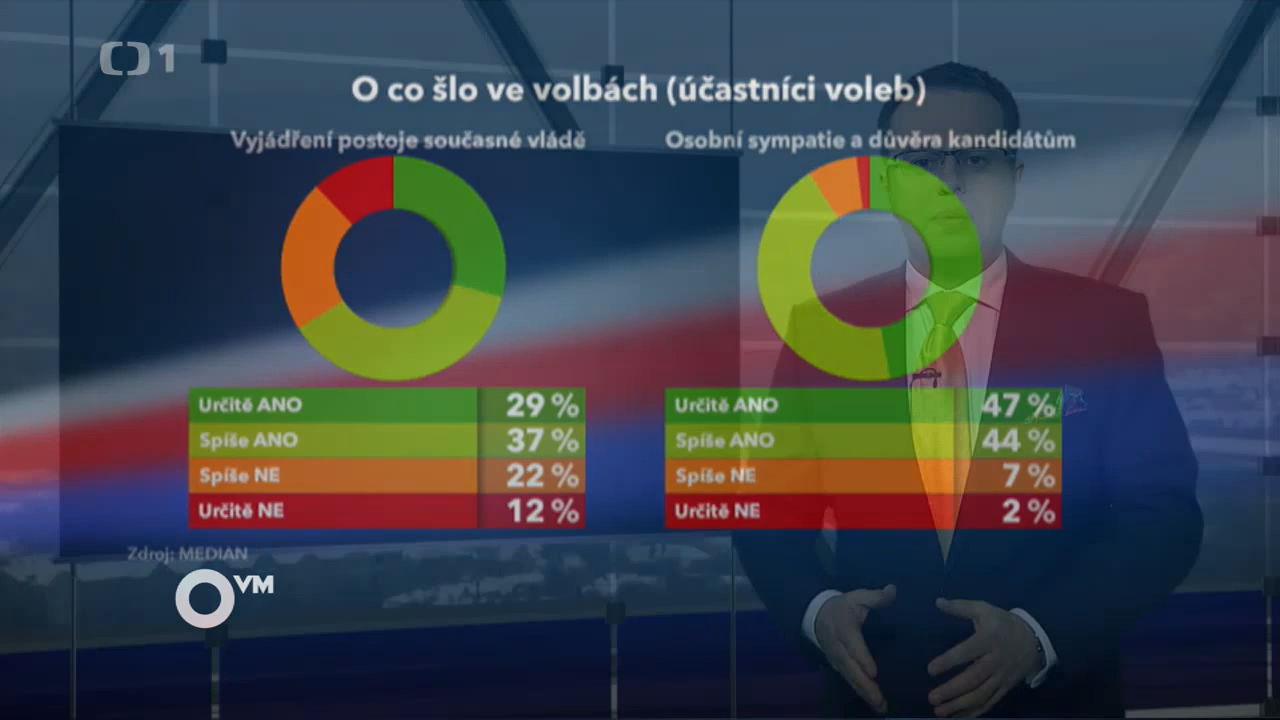 1
O co šlo ve volbách (účastníci voleb)
Vyjádření postoje současné vládě
Určitě ANO 29 %
Spíše ANO 37 %
Spíše NE 22 %
Určitě NE 12 %
Osobní sympatie a důvěra kandidátům
Určitě ANO 47 %
Spíše ANO 44 %
Spíše NE 7 %
Určitě NE 2 %
Zdroj: MEDIAN
OVM